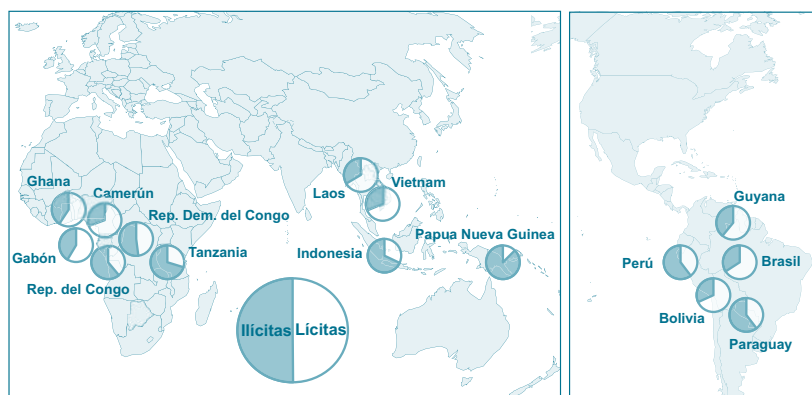 Ghana
Camerún
Rep. Dem. del Congo
Gabón
Tanzania
Rep. del Congo
Laos
Vietnam
Indonesia
Papua Nueva Guinea
Ilícitas
Lícitas
Guyana
Perú
Brasil
Bolivia
Paraguay